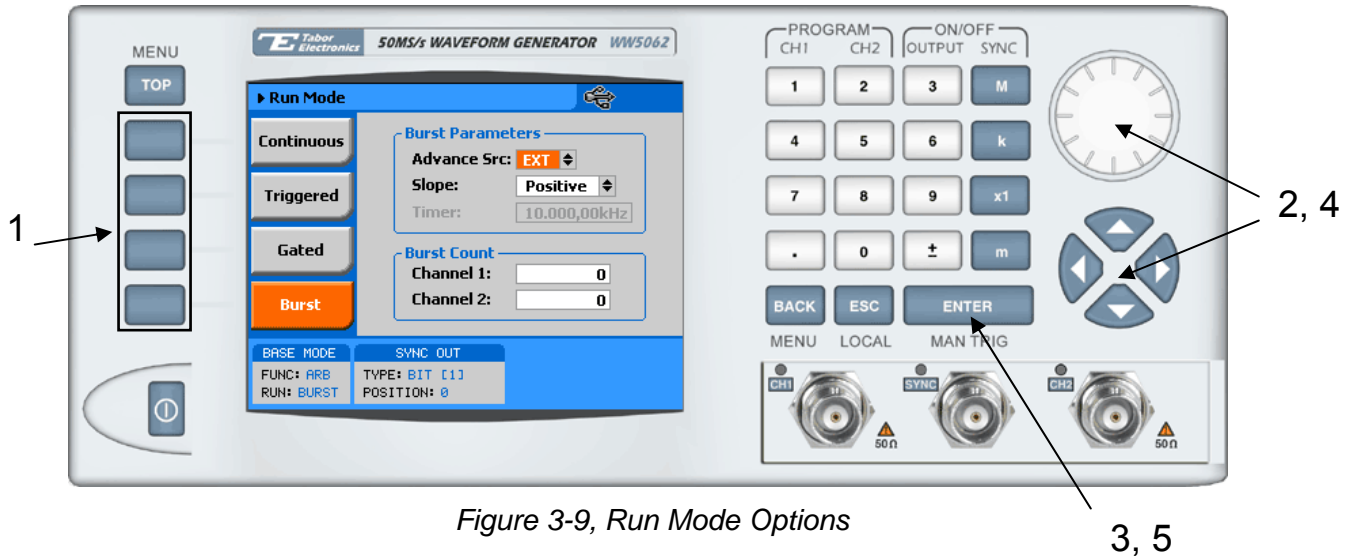 MENU
TOP
Tabor Electronics 50MS/s WAVEFORM GENERATOR WW5062
Run Mode
Continuous
Triggered
Gated
Burst
Burst Parameters
Advance Src: EXT
Slope: Positive
Timer: 10.000,00kHz
Burst Count
Channel 1: 0
Channel 2: 0
BASE MODE
FUNC: ARB
RUN: BURST
SYNC OUT
TYPE: BIT [1]
POSITION: 0
PROGRAM ON/OFF
CH1 CH2 OUTPUT SYNC
1 2 3 M
4 5 6 k
7 8 9 x1
. 0 ± m
BACK ESC ENTER
MENU LOCAL MAN TRIG
CH1 SYNC CH2
50Ω 50Ω
1
2, 4
3, 5
Figure 3-9, Run Mode Options